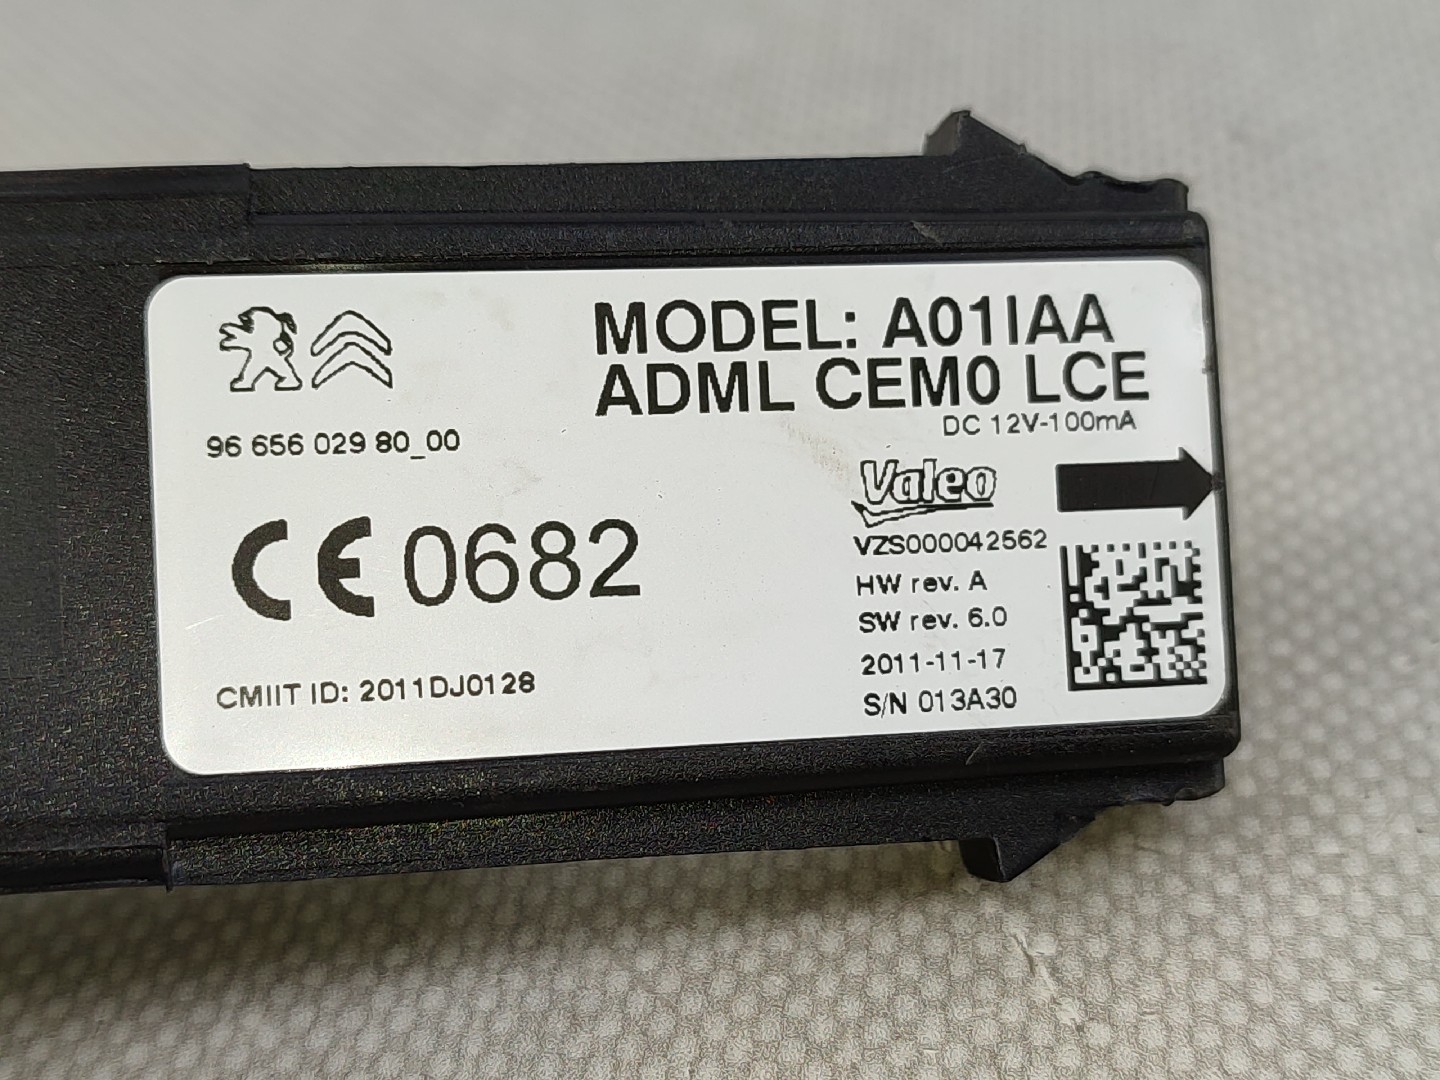 MODEL: A01IAA
ADML CEM0 LCE
DC 12V-100mA
96 656 029 80_00
Valeo
CE 0682
VZS000042562
HW rev. A
SW rev. 6.0
2011-11-17
S/N 013A30
CMIIT ID: 2011DJ0128